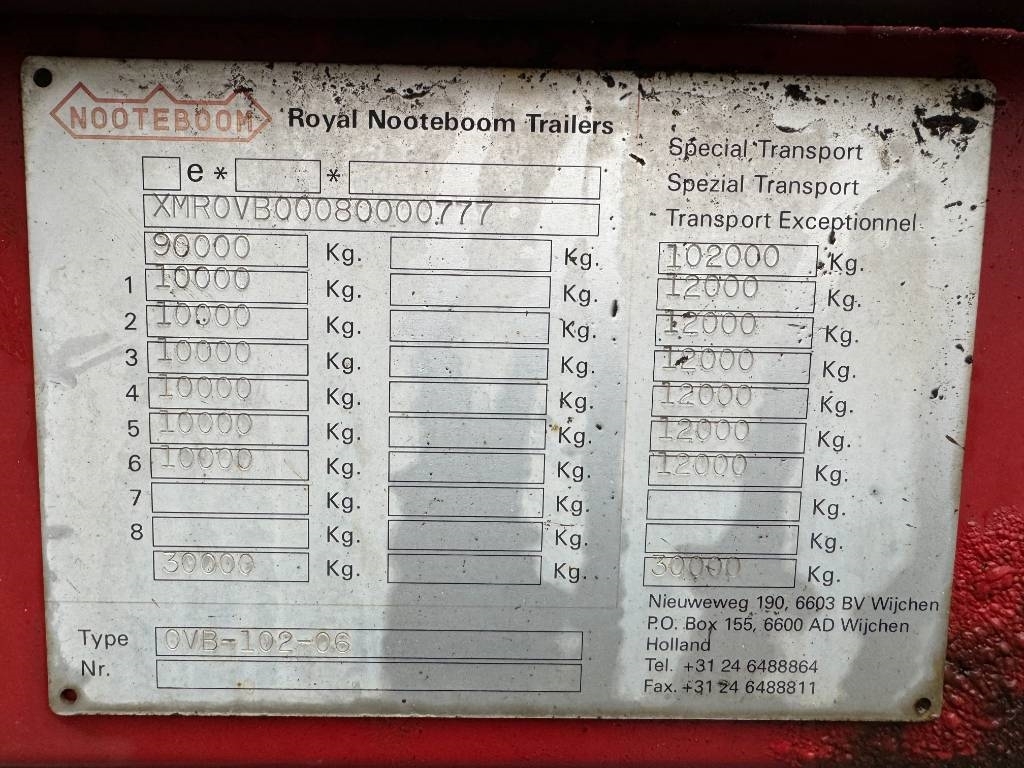 NOOTEBOOM Royal Nooteboom Trailers
Special Transport
Spezial Transport
Transport Exceptionnel
e * *
XMR0VB00080000777
90000 Kg. Kg. 102000 Kg.
1 10000 Kg. Kg. 12000 Kg.
2 10000 Kg. Kg. 12000 Kg.
3 10000 Kg. Kg. 12000 Kg.
4 10000 Kg. Kg. 12000 Kg.
5 10000 Kg. Kg. 12000 Kg.
6 10000 Kg. Kg. 12000 Kg.
7 Kg. Kg. Kg.
8 Kg. Kg. Kg.
30000 Kg. Kg. 30000 Kg.
Type OVB-102-06
Nr.
Nieuweweg 190, 6603 BV Wijchen
P.O. Box 155, 6600 AD Wijchen
Holland
Tel. +31 24 6488864
Fax. +31 24 6488811